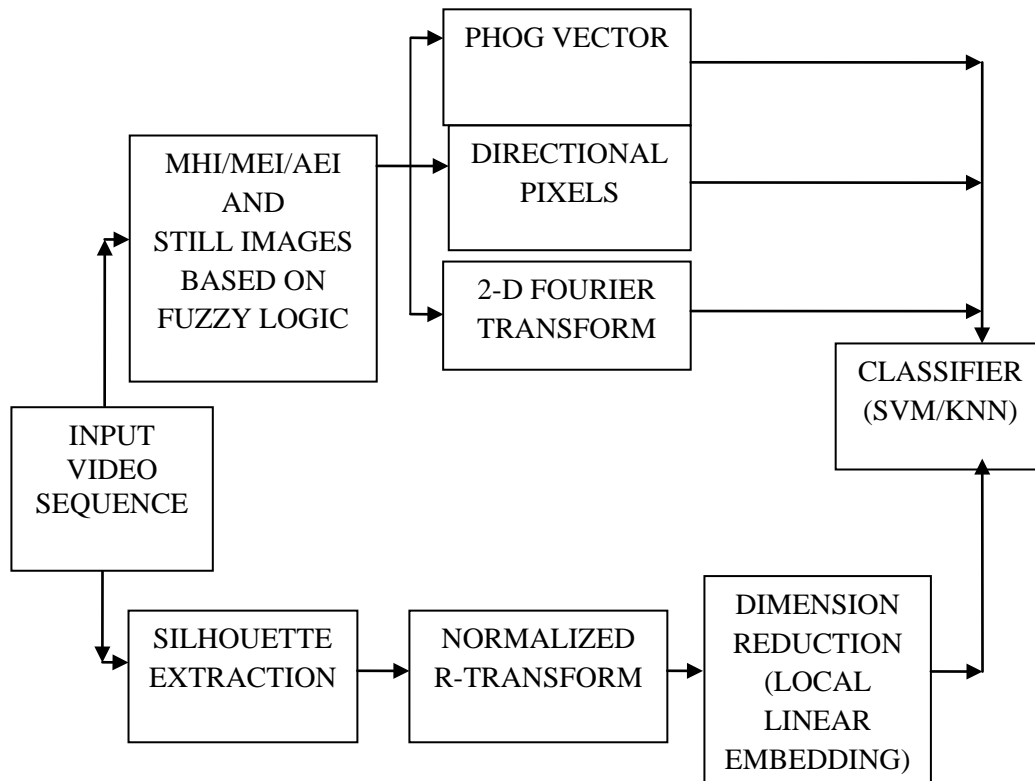 PHOG VECTOR
DIRECTIONAL
PIXELS
2-D FOURIER
TRANSFORM
MHI/MEI/AEI
AND
STILL IMAGES
BASED ON
FUZZY LOGIC
CLASSIFIER
(SVM/KNN)
INPUT
VIDEO
SEQUENCE
SILHOUETTE
EXTRACTION
NORMALIZED
R-TRANSFORM
DIMENSION
REDUCTION
(LOCAL
LINEAR
EMBEDDING)